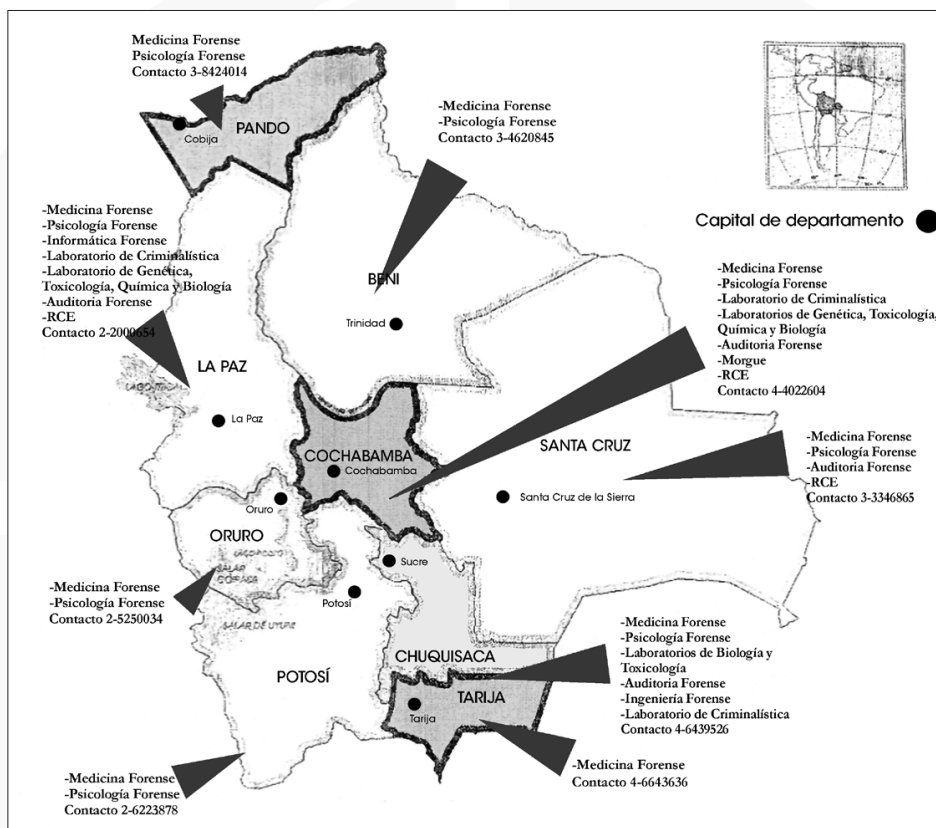 Medicina Forense
Psicología Forense
Contacto 3-8424014
PANDO
Cobija
-Medicina Forense
-Psicología Forense
Contacto 3-4620845
Capital de departamento
-Medicina Forense
-Psicología Forense
-Informática Forense
-Laboratorio de Criminalística
-Laboratorio de Genética,
Toxicología, Química y Biología
-Auditoria Forense
-RCE
Contacto 2-2000654
BENI
Trinidad
-Medicina Forense
-Psicología Forense
-Laboratorio de Criminalística
-Laboratorios de Genética, Toxicología,
Química y Biología
-Auditoria Forense
-Morgue
-RCE
Contacto 4-4022604
LA PAZ
La Paz
COCHABAMBA
Cochabamba
SANTA CRUZ
Santa Cruz de la Sierra
-Medicina Forense
-Psicología Forense
-Auditoria Forense
-RCE
Contacto 3-3346865
Oruro
ORURO
SALAR
Sucre
Potosí
-Medicina Forense
-Psicología Forense
Contacto 2-5250034
SALAR DE UYUNI
CHUQUISACA
POTOSÍ
-Medicina Forense
-Psicología Forense
-Laboratorios de Biología y
Toxicología
-Auditoria Forense
-Ingeniería Forense
-Laboratorio de Criminalística
Contacto 4-6439526
TARIJA
Tarija
-Medicina Forense
Contacto 4-6643636
-Medicina Forense
-Psicología Forense
Contacto 2-6223878